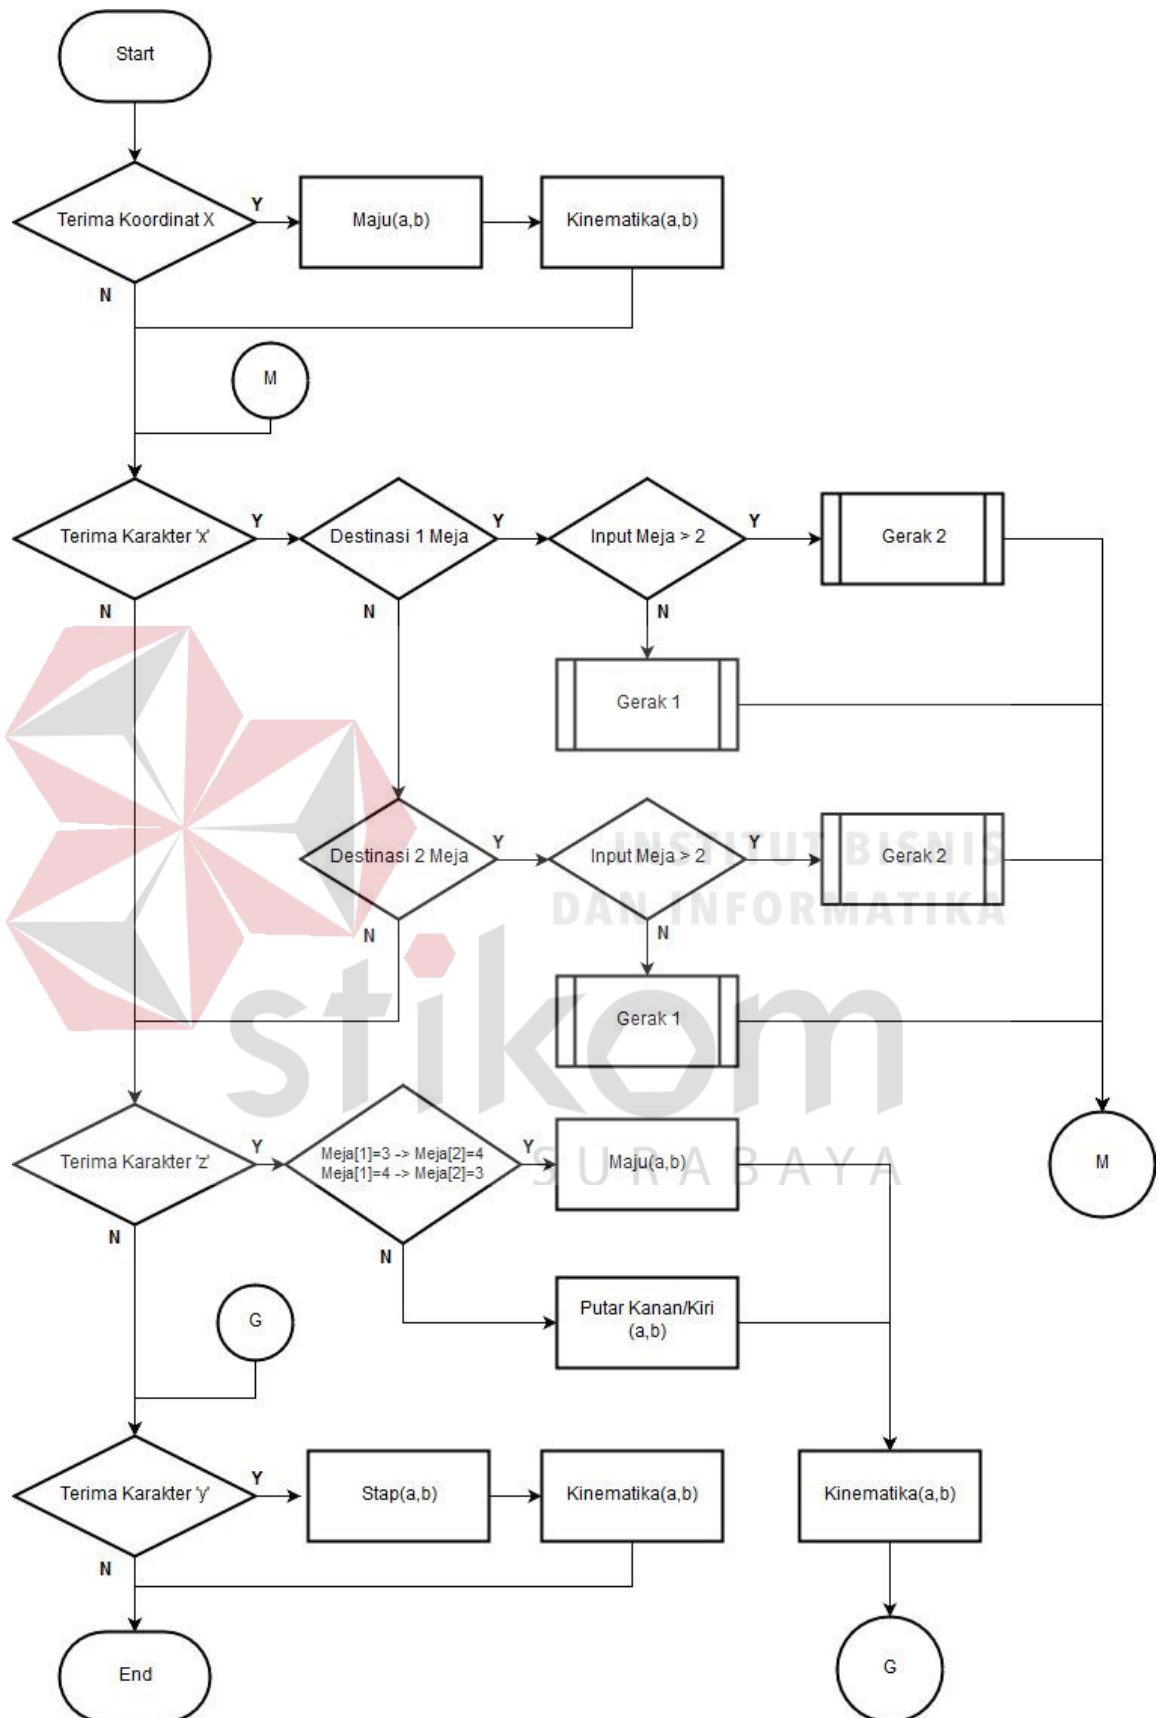 Start
Terima Koordinat X
Y
Maju(a,b)
Kinematika(a,b)
N
M
Terima Karakter 'x'
Y
Destinasi 1 Meja
Y
Input Meja > 2
Y
Gerak 2
N
N
N
Gerak 1
Destinasi 2 Meja
Y
Input Meja > 2
Y
Gerak 2
INSTITUT BISNIS
DAN INFORMATIKA
N
N
Gerak 1
stikom
SURABAYA
Terima Karakter 'z'
Y
Meja[1]=3 -> Meja[2]=4
Meja[1]=4 -> Meja[2]=3
Y
Maju(a,b)
M
N
N
Putar Kanan/Kiri
(a,b)
G
Terima Karakter 'y'
Y
Stap(a,b)
Kinematika(a,b)
Kinematika(a,b)
N
End
G